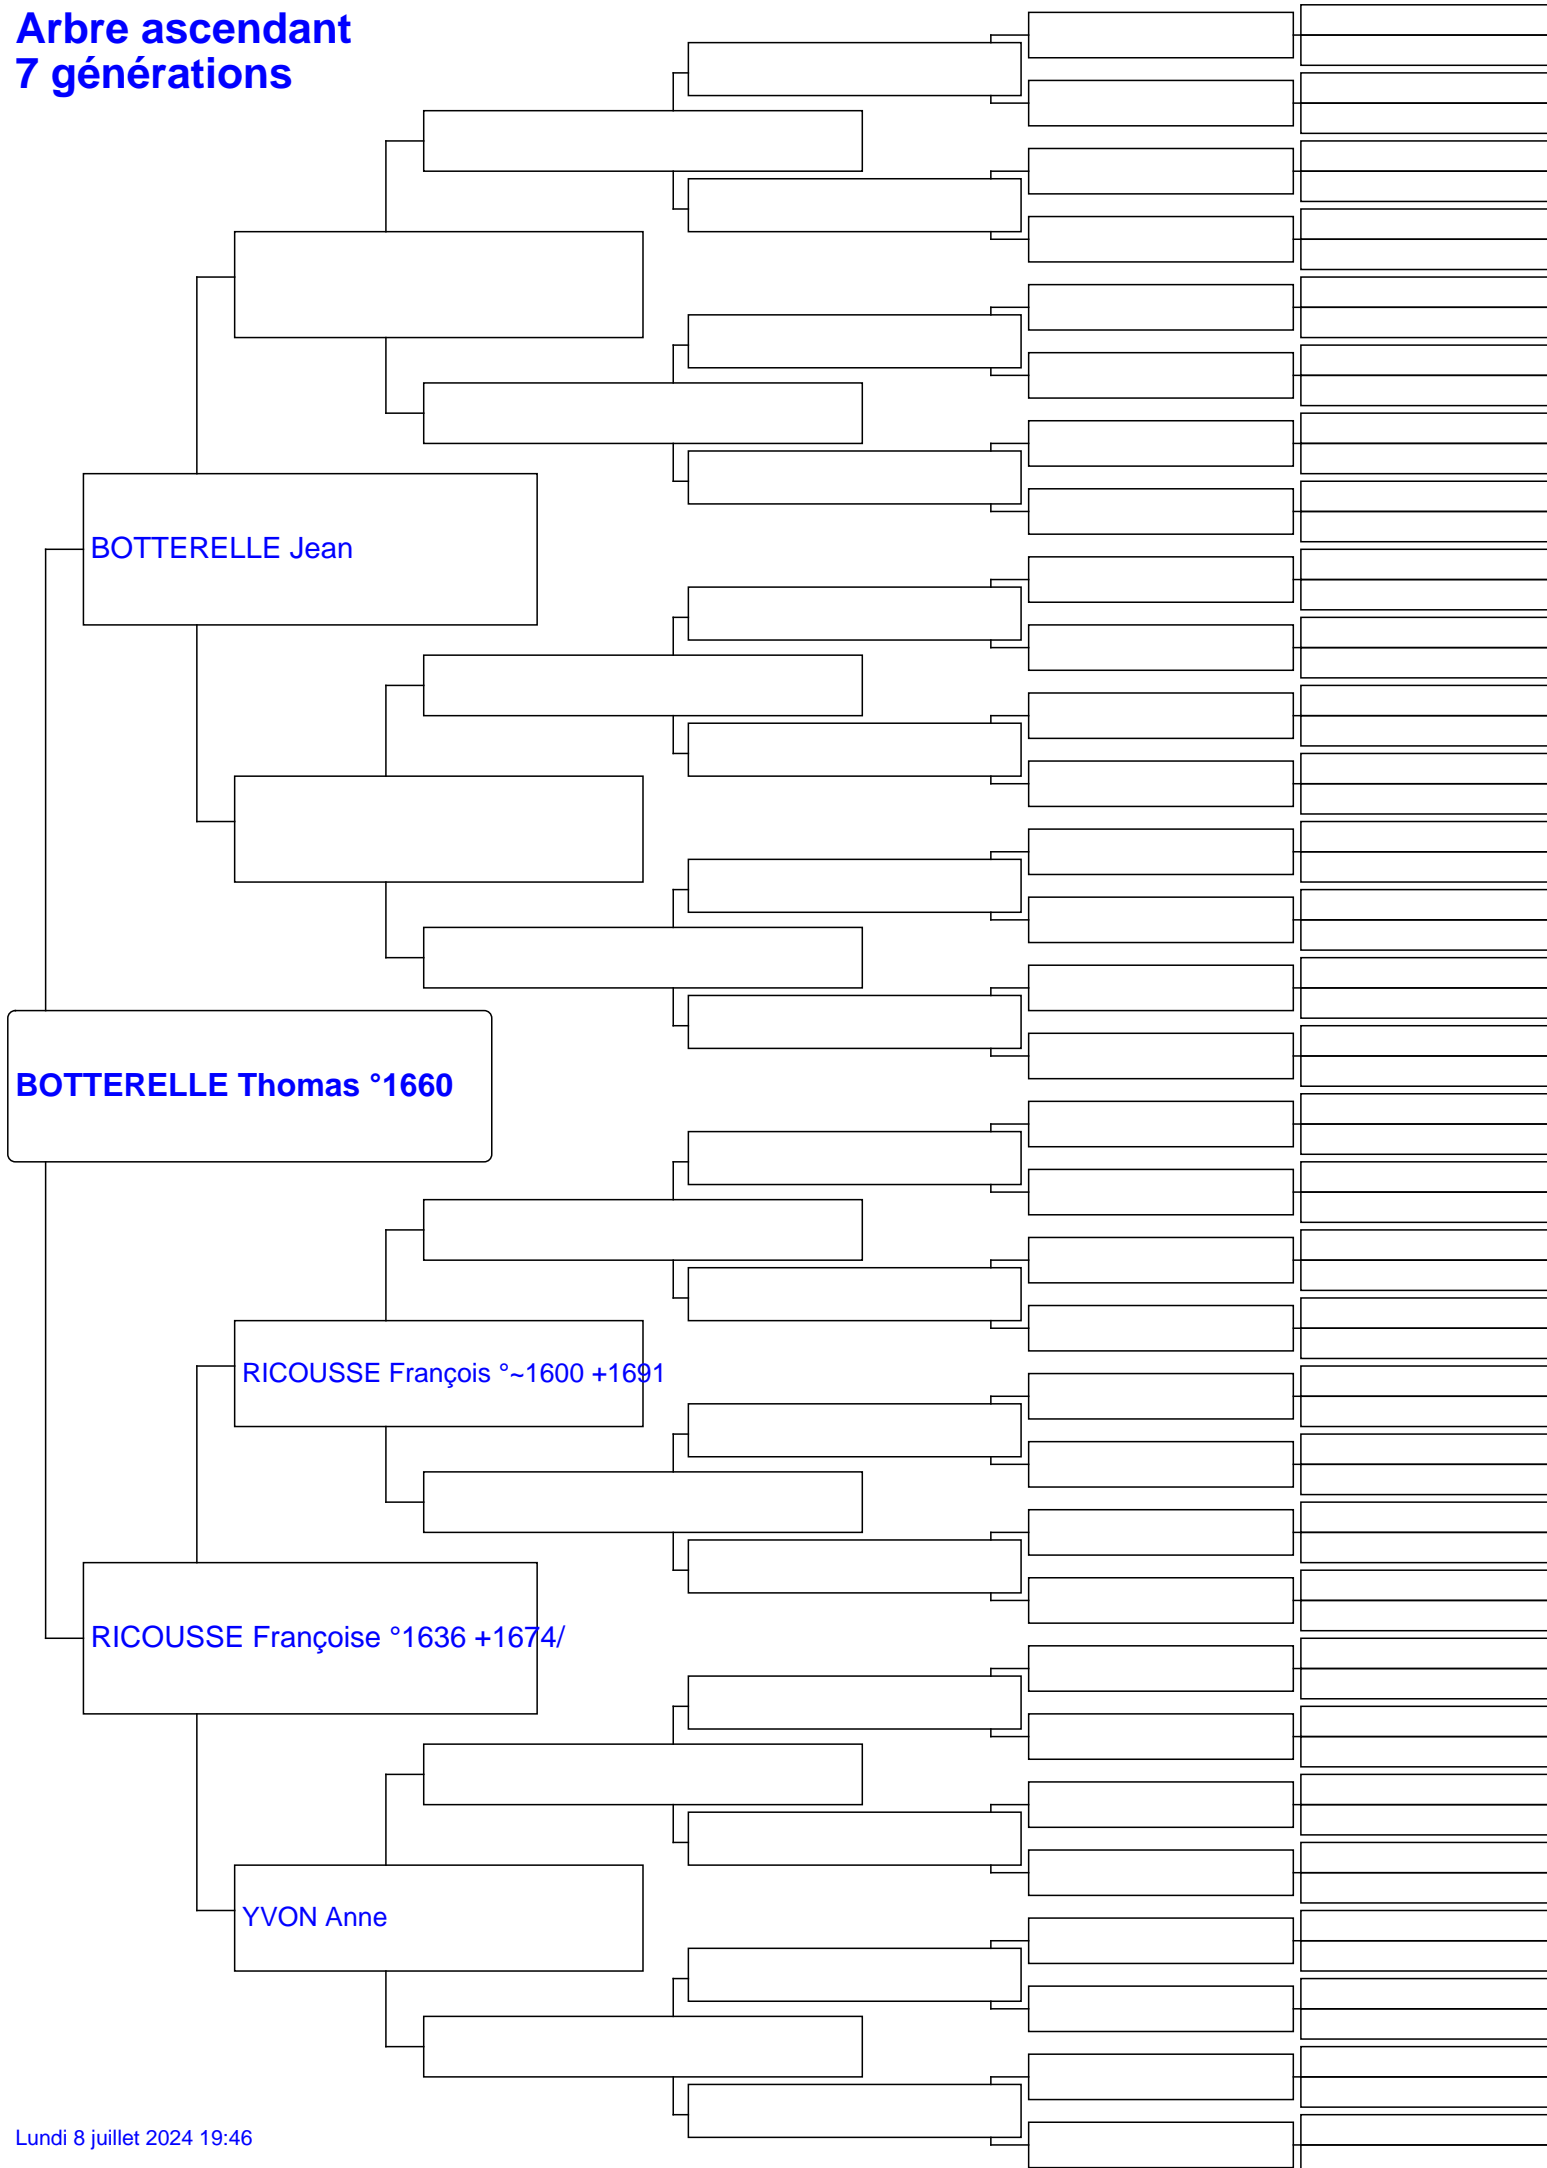 Arbre ascendant
7 générations
BOTTERELLE Jean
BOTTERELLE Thomas °1660
RICOUSSE François °~1600 +1691
RICOUSSE Françoise °1636 +1674/
YVON Anne
Lundi 8 juillet 2024 19:46